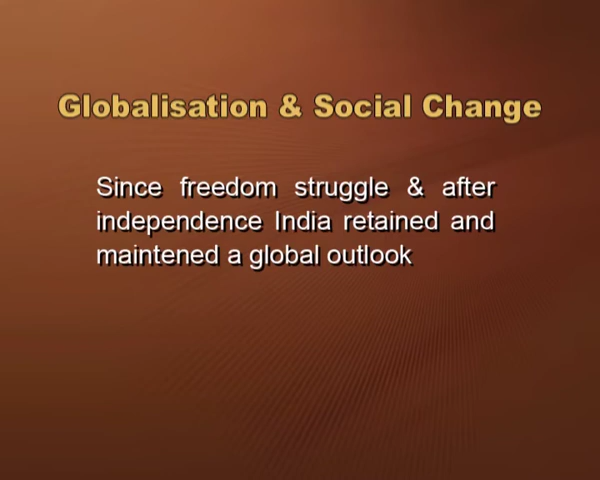 Globalisation & Social Change
Since freedom struggle & after
independence India retained and
maintened a global outlook